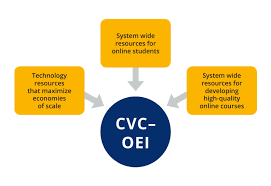 System wide
resources for
online students
Technology
resources
that maximize
economies
of scale
System wide
resources for
developing
high-quality
online courses
CVC–
OEI